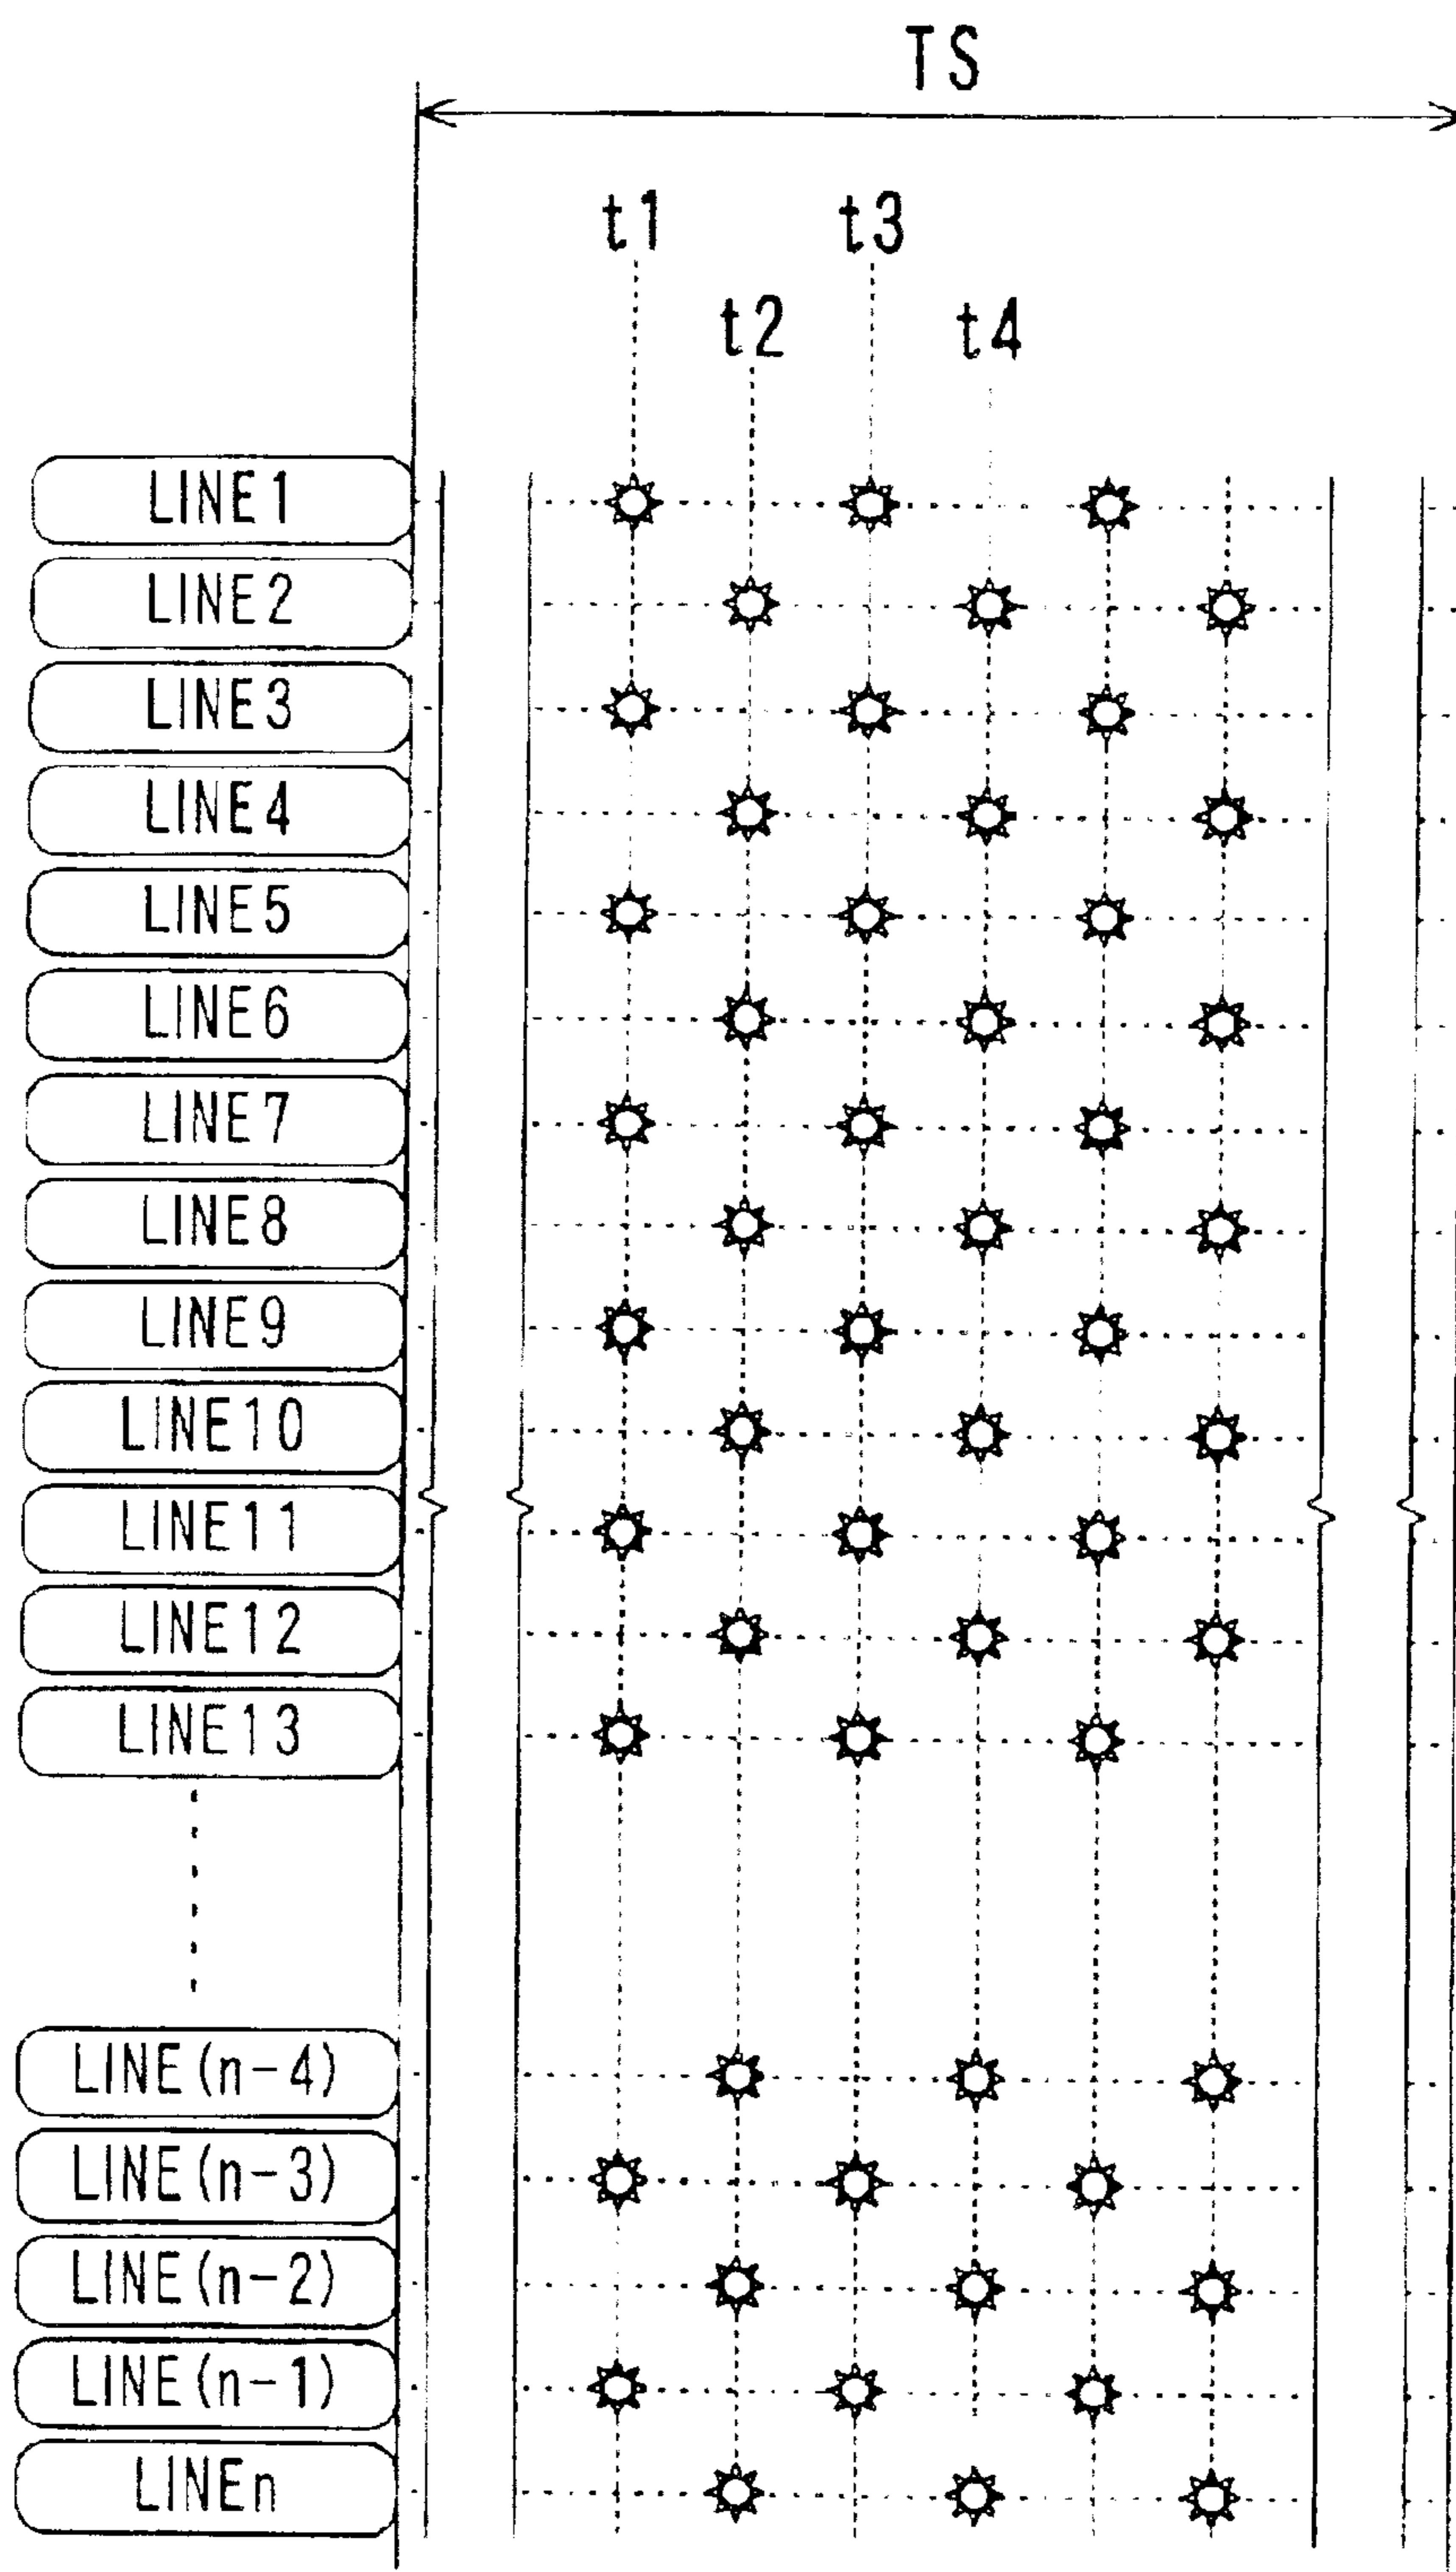 TS
t1 t3
t2 t4
LINE1
LINE2
LINE3
LINE4
LINE5
LINE6
LINE7
LINE8
LINE9
LINE10
LINE11
LINE12
LINE13
LINE(n-4)
LINE(n-3)
LINE(n-2)
LINE(n-1)
LINEn